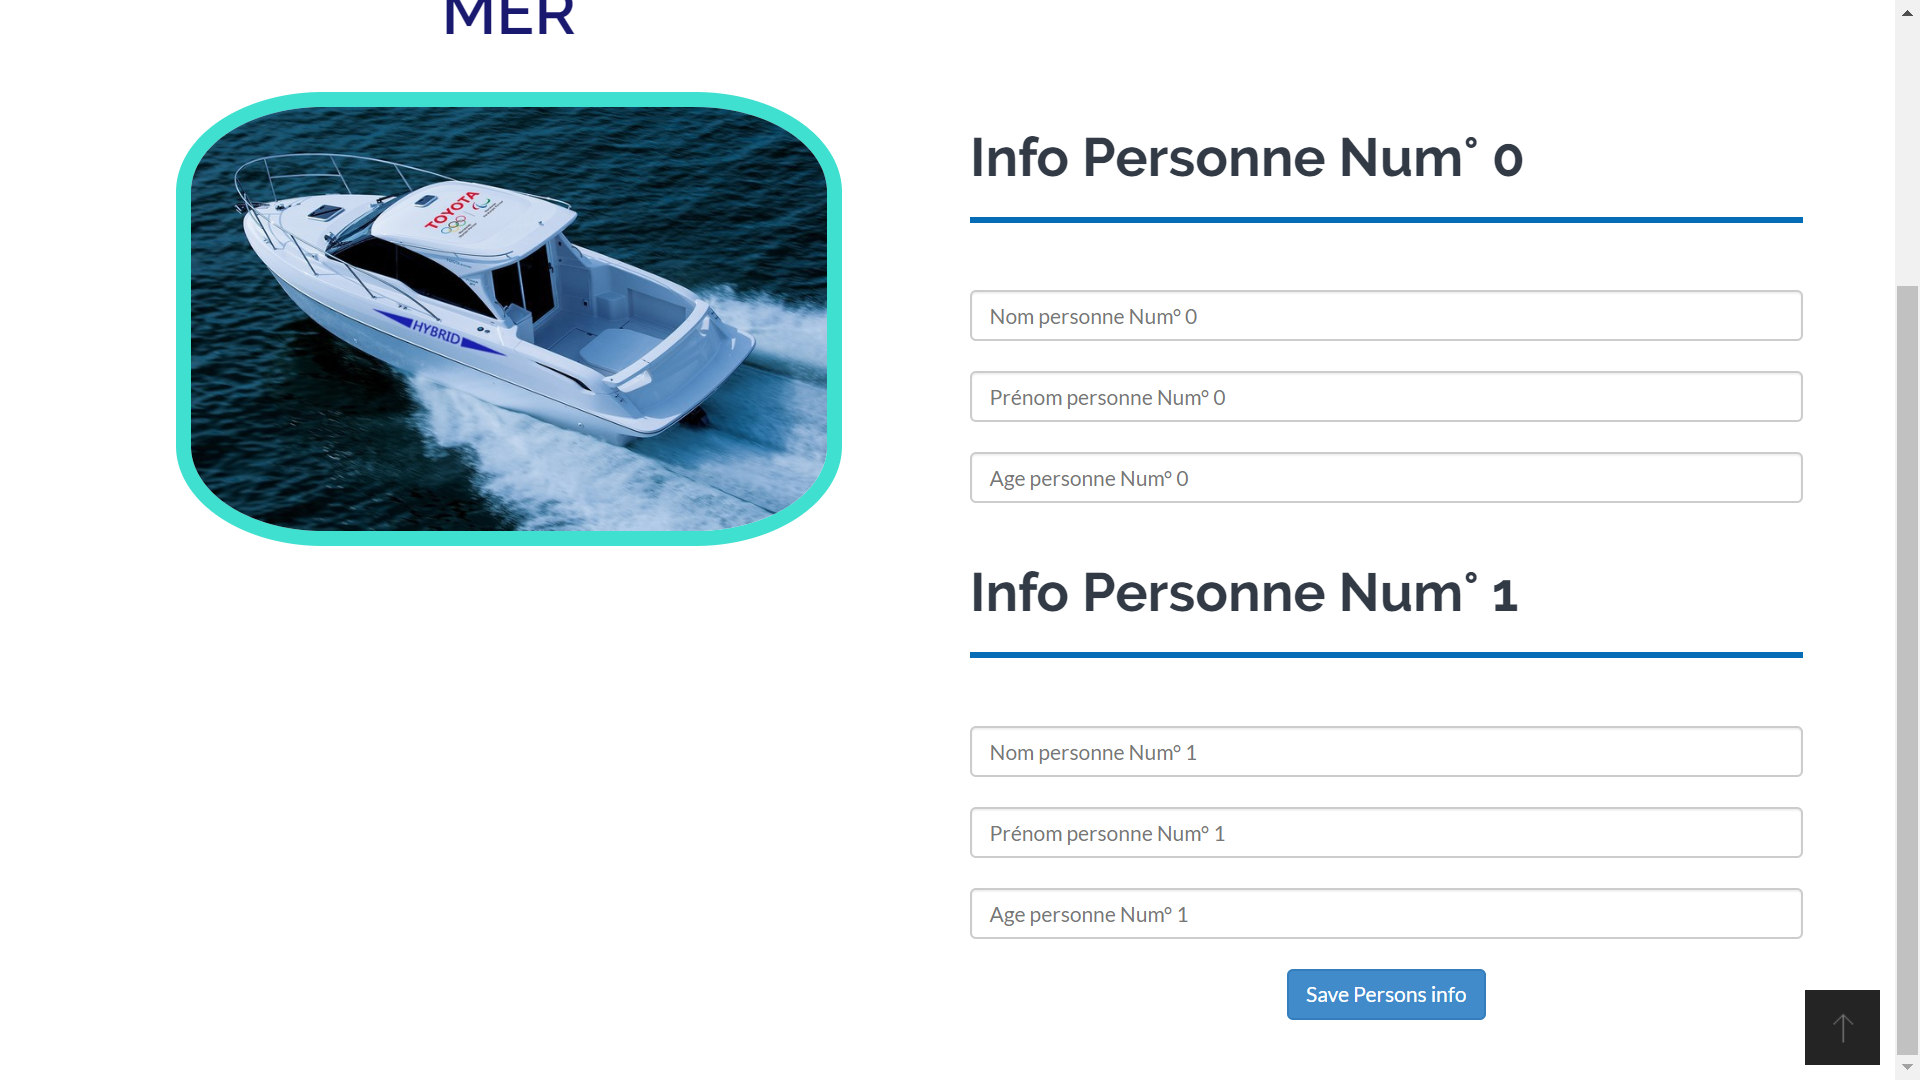 MER
TOYOTA
HYBRID
Info Personne Num° 0
Nom personne Num° 0
Prénom personne Num° 0
Age personne Num° 0
Info Personne Num° 1
Nom personne Num° 1
Prénom personne Num° 1
Age personne Num° 1
Save Persons info